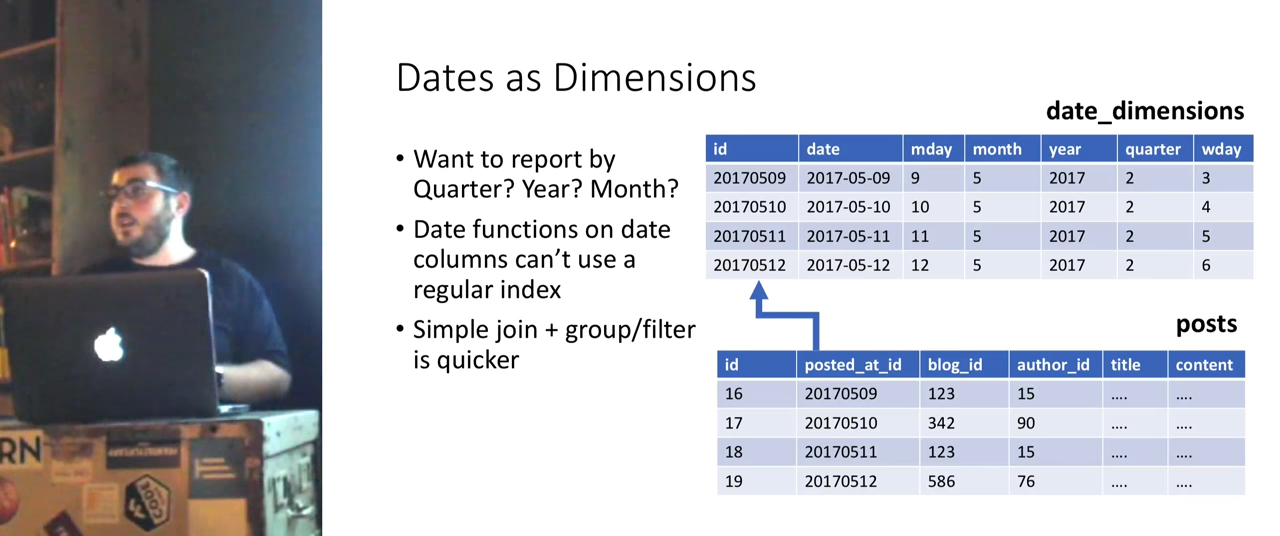 Dates as Dimensions
• Want to report by
Quarter? Year? Month?
• Date functions on date
columns can't use a
regular index
• Simple join + group/filter
is quicker
date_dimensions
id date mday month year quarter wday
20170509 2017-05-09 9 5 2017 2 3
20170510 2017-05-10 10 5 2017 2 4
20170511 2017-05-11 11 5 2017 2 5
20170512 2017-05-12 12 5 2017 2 6
posts
id posted_at_id blog_id author_id title content
16 20170509 123 15 .... ....
17 20170510 342 90 .... ....
18 20170511 123 15 .... ....
19 20170512 586 76 .... ....
RN
CODE